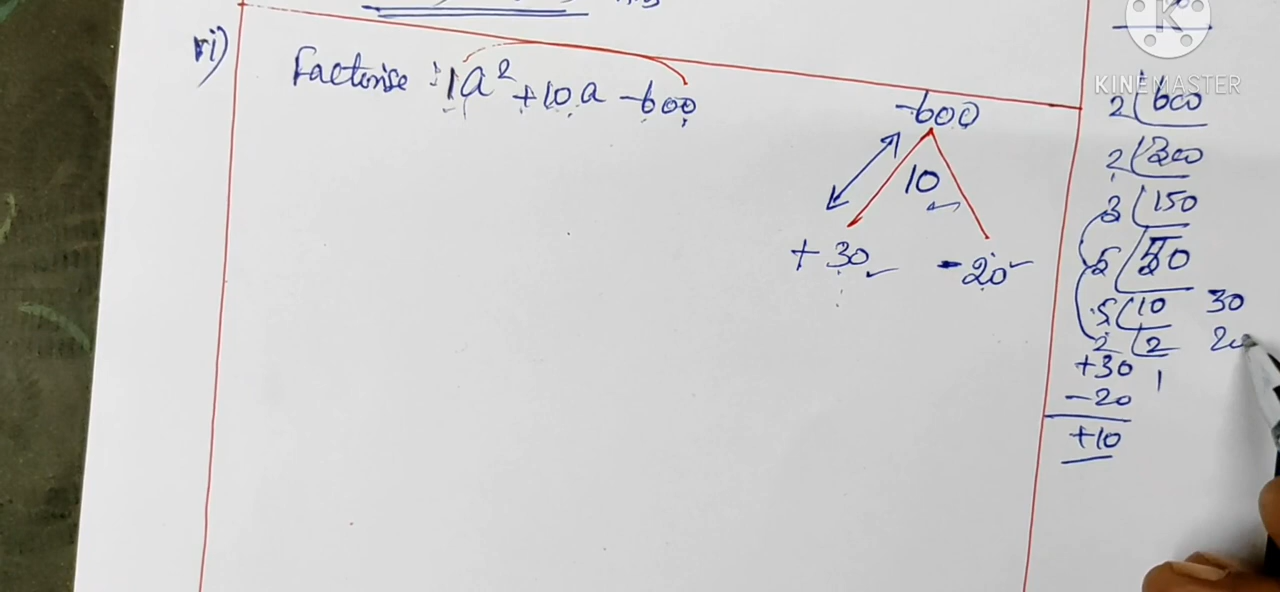 vi)
Factorise : 1a² + 10a - 600
-600
10
+ 30
- 20
K
KINEMASTER
2 600
2 300
3 150
5 50
5 10 30
2 2 20
+30 1
-20
+10